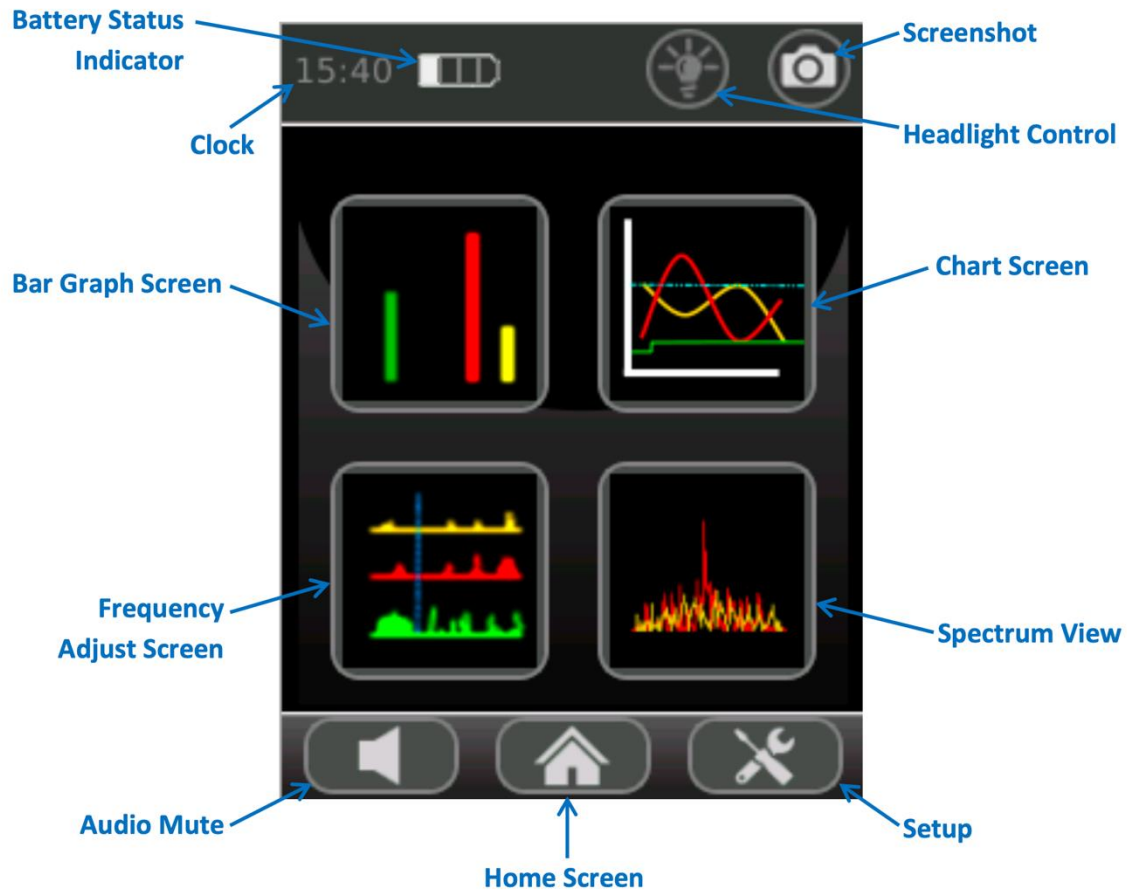 Battery Status
Indicator
Screenshot
15:40
Clock
Headlight Control
Bar Graph Screen
Chart Screen
Frequency
Adjust Screen
Spectrum View
Audio Mute
Setup
Home Screen